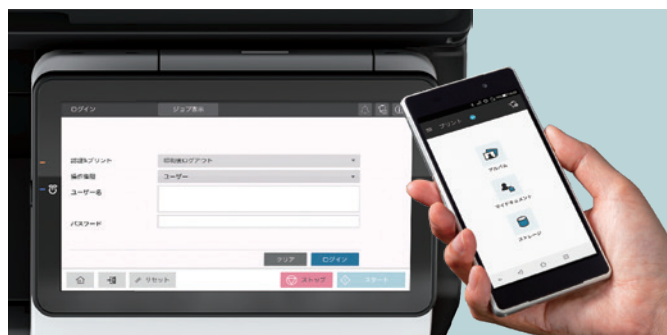 ログイン
ジョブ表示
認証&プリント
印刷後ログアウト
操作権限
ユーザー
ユーザー名
パスワード
クリア
ログイン
リセット
ストップ
スタート
プリント
アルバム
マイドキュメント
ストレージ